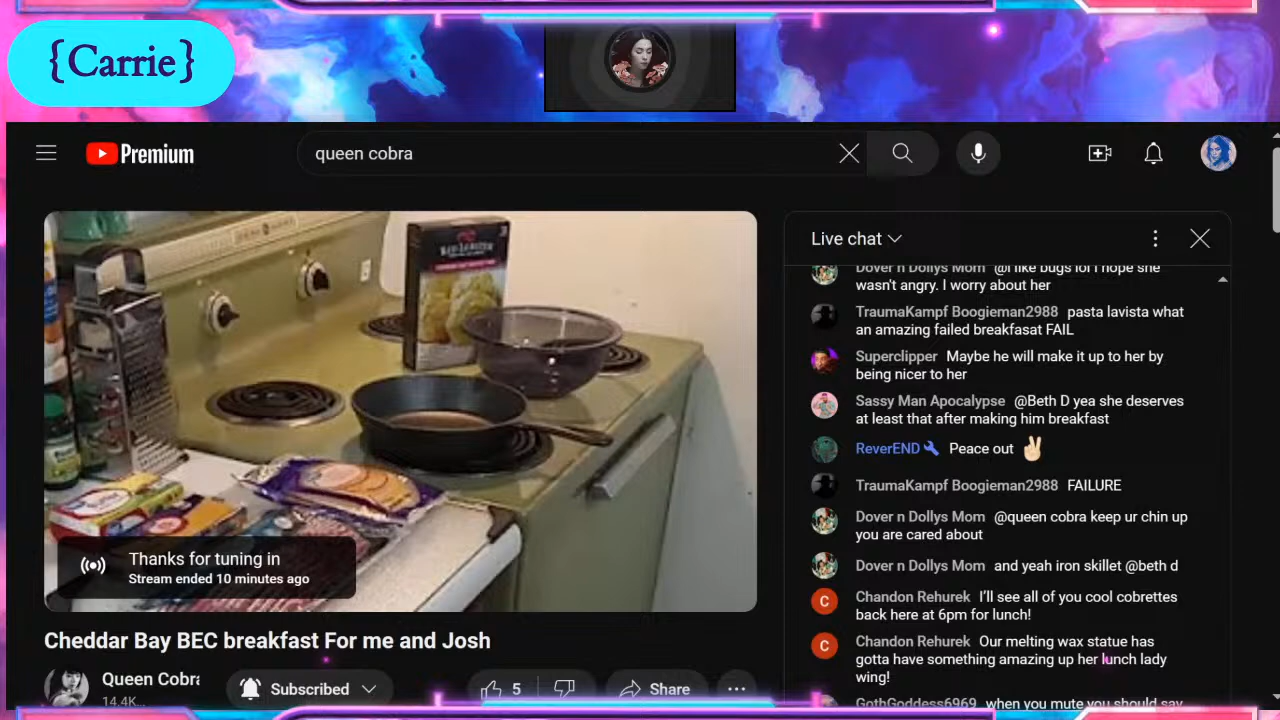 {Carrie}
Premium
queen cobra
Live chat
Dover n Dollys Mom @i like bugs lol i hope she
wasn't angry. I worry about her
TraumaKampf Boogieman2988 pasta lavista what
an amazing failed breakfasat FAIL
Superclipper Maybe he will make it up to her by
being nicer to her
Sassy Man Apocalypse @Beth D yea she deserves
at least that after making him breakfast
ReverEND Peace out ✌🏻
TraumaKampf Boogieman2988 FAILURE
Dover n Dollys Mom @queen cobra keep ur chin up
you are cared about
Dover n Dollys Mom and yeah iron skillet @beth d
C
Chandon Rehurek I'll see all of you cool cobrettes
back here at 6pm for lunch!
C
Chandon Rehurek Our melting wax statue has
gotta have something amazing up her lunch lady
wing!
GothGoddess6969 when you mute you should say
Thanks for tuning in
Stream ended 10 minutes ago
Cheddar Bay BEC breakfast For me and Josh
Queen Cobra
14.4K...
Subscribed
5
Share